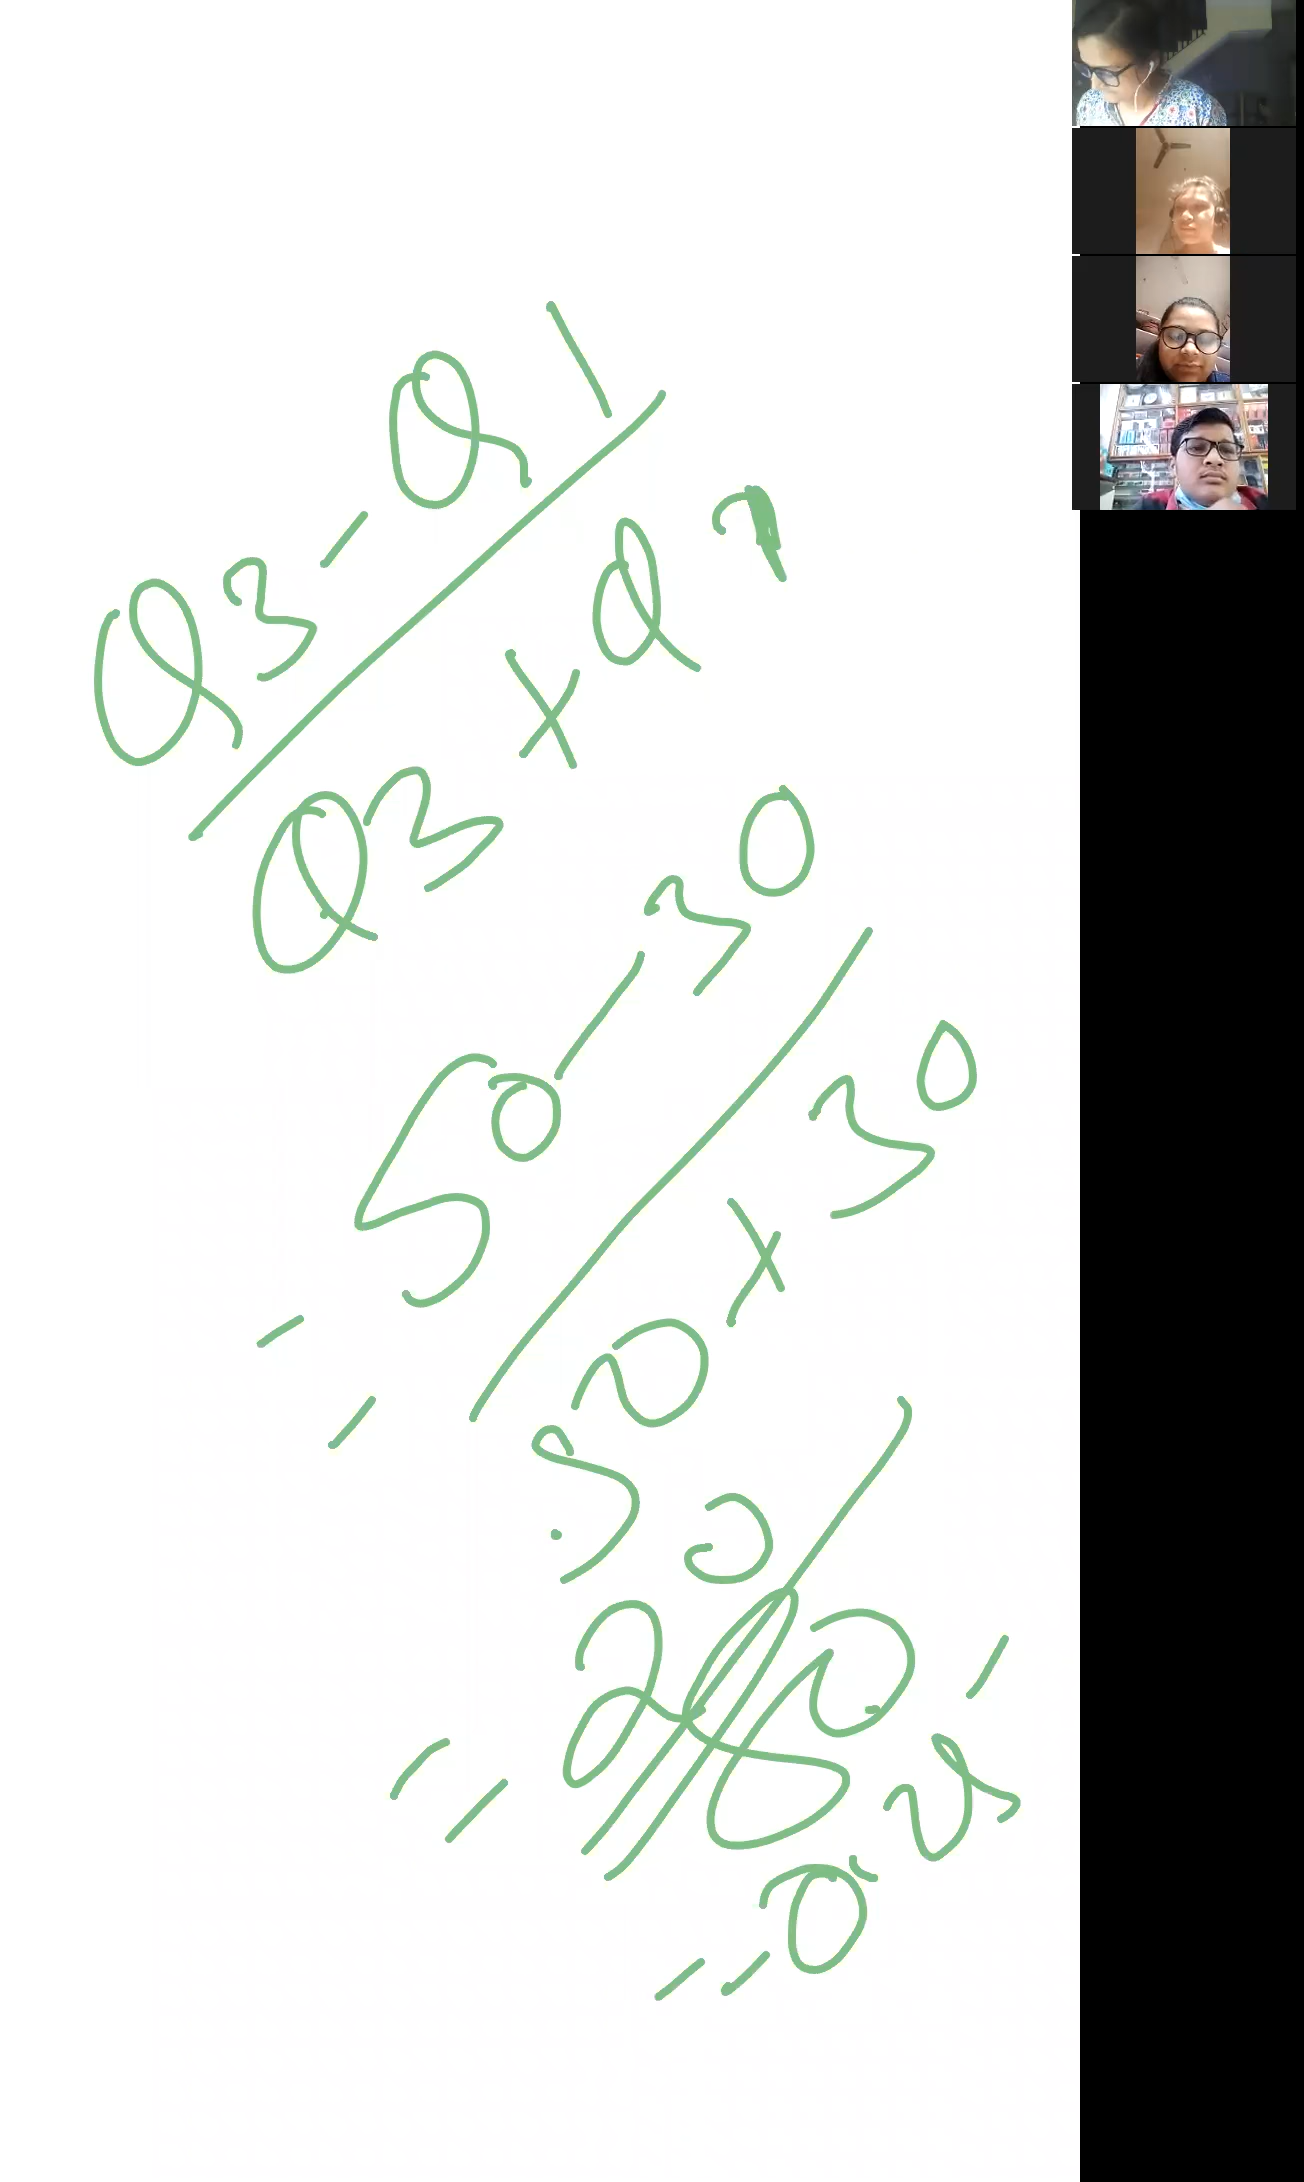 Q3 - Q1
Q3 × Q1
= 50 - 30
50 × 30
= 20
80
= 0.25